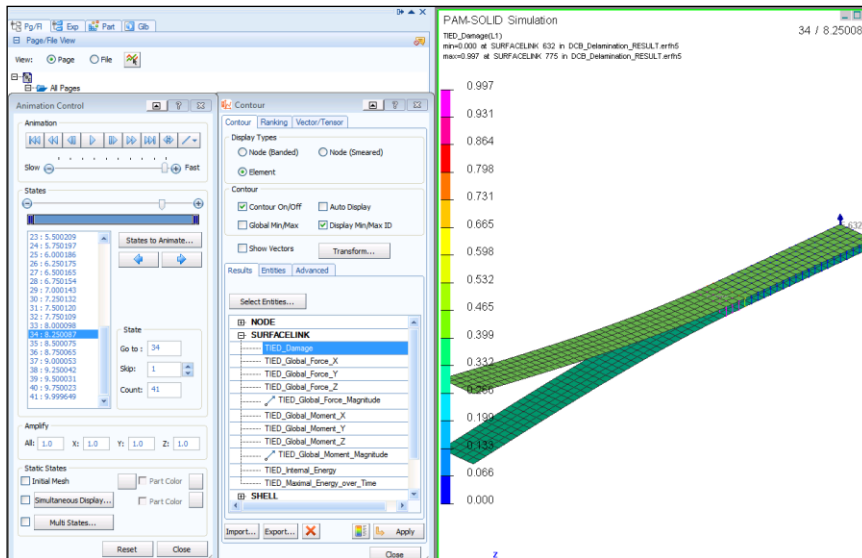 Pg/Fl Exp Part Glb
Page/File View
View: Page File
All Pages
Animation Control
Animation
Slow Fast
States
23 : 5.500209
24 : 5.750197
25 : 6.000186
26 : 6.250175
27 : 6.500165
28 : 6.750154
29 : 7.000143
30 : 7.250132
31 : 7.500120
32 : 7.750109
33 : 8.000098
34 : 8.250087
35 : 8.500075
36 : 8.750065
37 : 9.000053
38 : 9.250042
39 : 9.500031
40 : 9.750023
41 : 9.999649
States to Animate...
State
Go to : 34
Skip: 1
Count: 41
Amplify
All: 1.0 X: 1.0 Y: 1.0 Z: 1.0
Static States
Initial Mesh Part Color
Simultaneous Display... Part Color
Multi States...
Reset Close
Contour
Contour Ranking Vector/Tensor
Display Types
Node (Banded) Node (Smeared)
Element
Contour
Contour On/Off Auto Display
Global Min/Max Display Min/Max ID
Show Vectors Transform...
Results Entities Advanced
Select Entities...
NODE
SURFACELINK
TIED_Damage
TIED_Global_Force_X
TIED_Global_Force_Y
TIED_Global_Force_Z
TIED_Global_Force_Magnitude
TIED_Global_Moment_X
TIED_Global_Moment_Y
TIED_Global_Moment_Z
TIED_Global_Moment_Magnitude
TIED_Internal_Energy
TIED_Maximal_Energy_over_Time
SHELL
Import... Export... Apply
Close
PAM-SOLID Simulation
34 / 8.25008
TIED_Damage(L1)
min=0.000 at SURFACELINK 632 in DCB_Delamination_RESULT.erfh5
max=0.997 at SURFACELINK 775 in DCB_Delamination_RESULT.erfh5
0.997
0.931
0.864
0.798
0.731
0.665
0.598
0.532
0.465
0.399
0.332
0.266
0.199
0.133
0.066
0.000
632
z